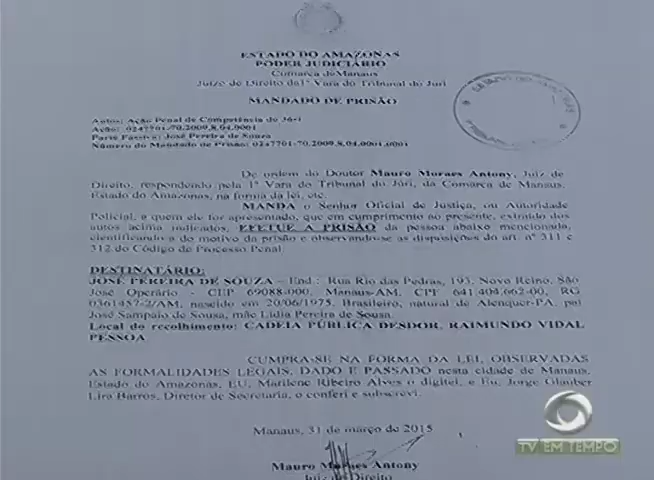 ESTADO DO AMAZONAS
PODER JUDICIÁRIO
Comarca de Manaus
Juízo de Direito da 1ª Vara do Tribunal do Júri
MANDADO DE PRISÃO
Autos: Ação Penal de Competência do Júri
Ação: 0247701-70.2009.8.04.0001
Parte Passiva: José Pereira de Souza
Número do Mandado de Prisão: 0247701-70.2009.8.04.0001.0001
De ordem do Doutor Mauro Moraes Antony, Juiz de
Direito, respondendo pela 1ª Vara do Tribunal do Júri, da Comarca de Manaus,
Estado do Amazonas, na forma da lei, etc.
MANDA o Senhor Oficial de Justiça, ou Autoridade
Policial, a quem ele for apresentado, que em cumprimento ao presente, extraído dos
autos acima indicados, EFETUE A PRISÃO da pessoa abaixo mencionada,
cientificando-a do motivo da prisão e observando-se as disposições do art. nº 311 e
312 do Código de Processo Penal
DESTINATÁRIO:
JOSÉ PEREIRA DE SOUZA – End.: Rua Rio das Pedras, 193, Novo Reino, São
José Operário - CEP 69088-000, Manaus-AM, CPF 641.404.662-00, RG
0361457-2/AM, nascido em 20/06/1975, Brasileiro, natural de Alenquer-PA, pai
José Sampaio de Sousa, mãe Lídia Pereira de Sousa.
Local do recolhimento: CADEIA PÚBLICA DESDOR. RAIMUNDO VIDAL
PESSOA
CUMPRA-SE NA FORMA DA LEI, OBSERVADAS
AS FORMALIDADES LEGAIS. DADO E PASSADO nesta cidade de Manaus,
Estado do Amazonas, EU, Marilene Ribeiro Alves o digitei, e Eu, Jorge Glauber
Lira Barros, Diretor de Secretaria, o conferi e subscrevi.
Manaus, 31 de março de 2015
Mauro Moraes Antony
Juiz de Direito
TV EM TEMPO